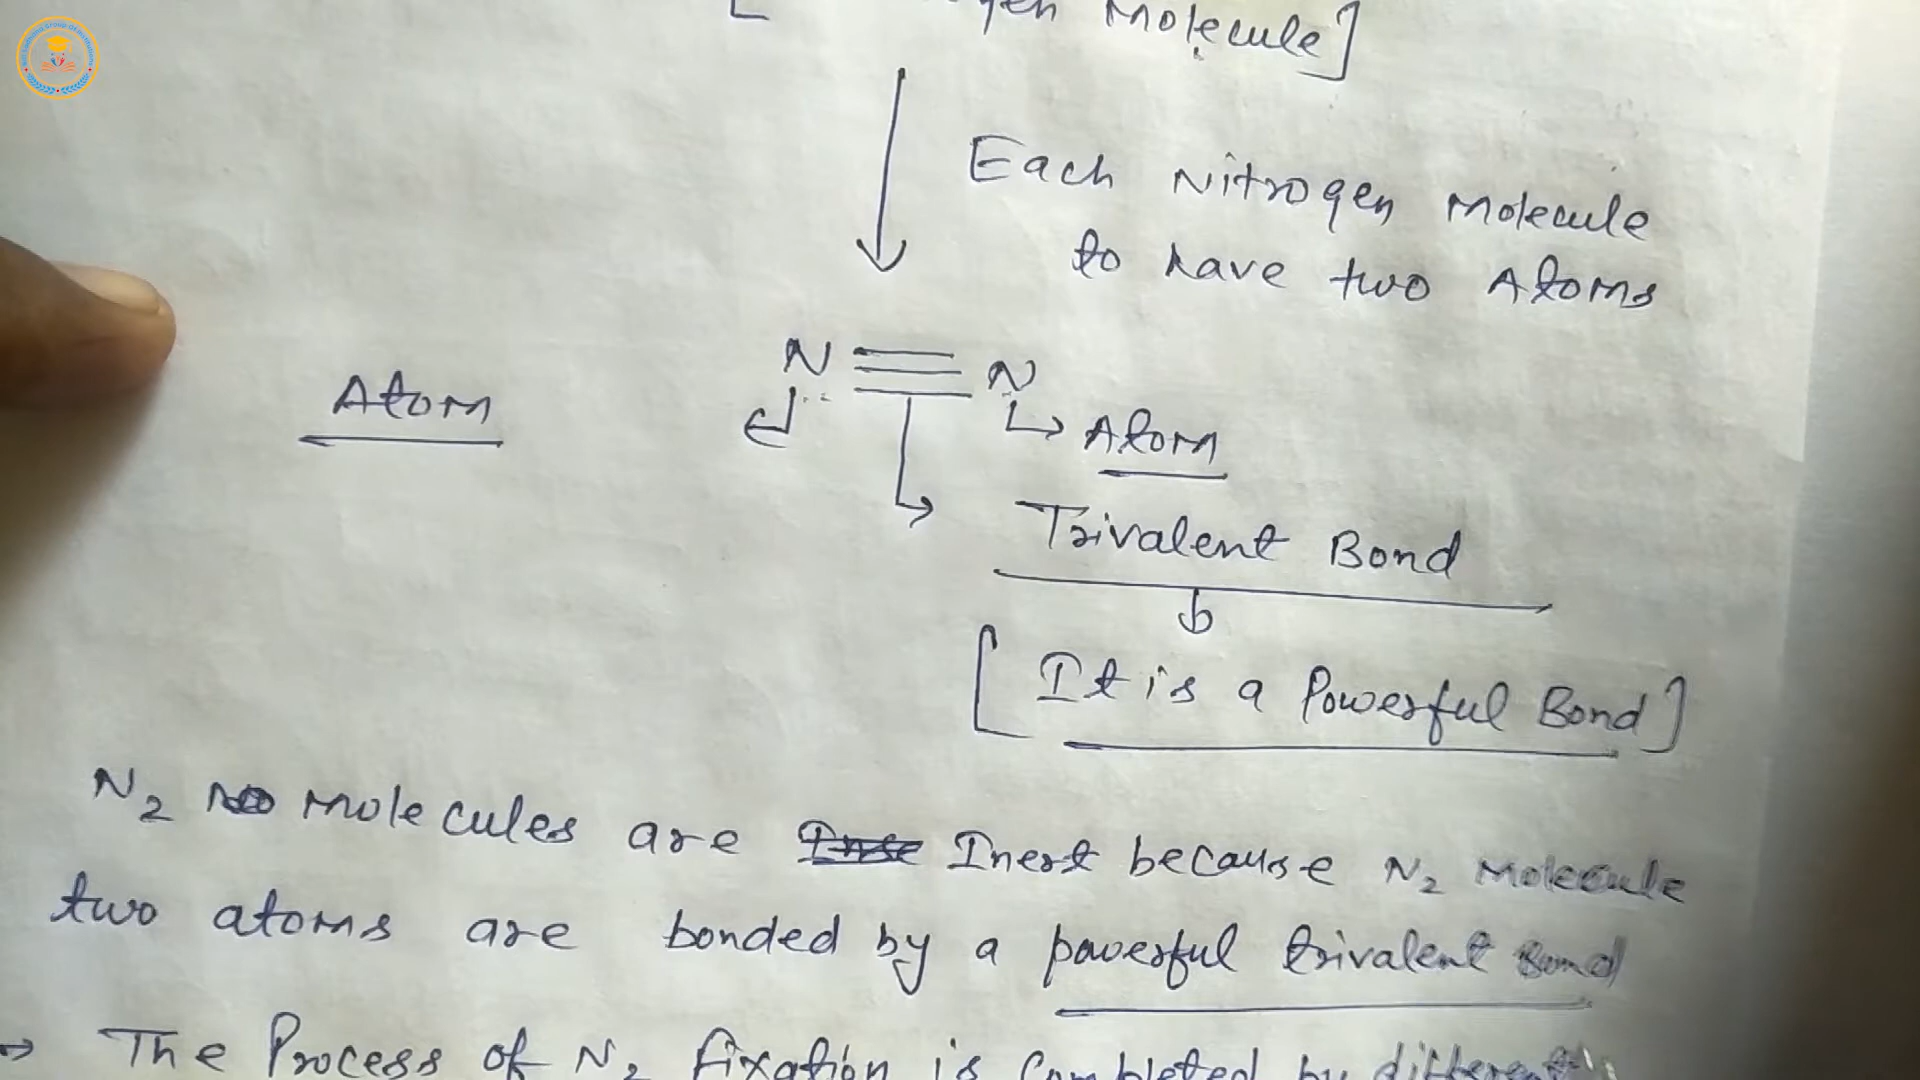 Molecule]
Each Nitrogen Molecule
to have two Atoms
N ≡ N
Atom
Atom
Trivalent Bond
[It is a Powerful Bond]
N2 molecules are Inert because N2 Molecule
two atoms are bonded by a powerful trivalent Bond
→ The Process of N2 fixation is Completed by different